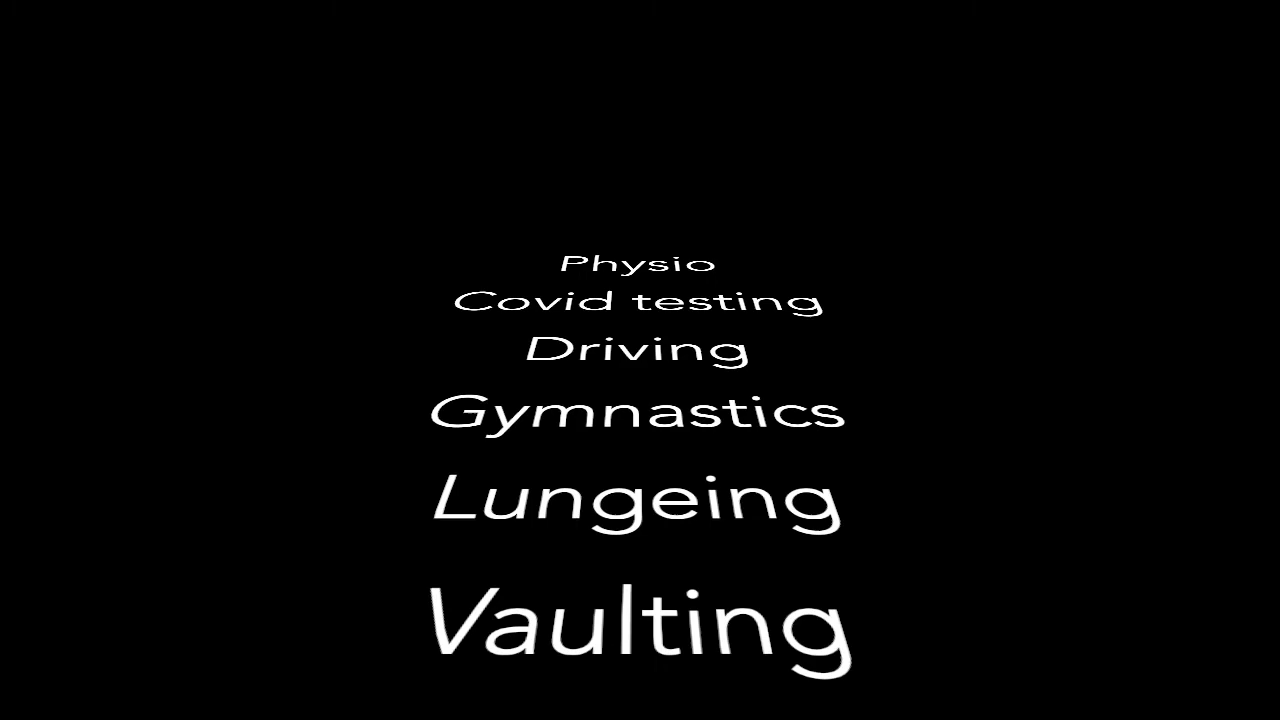 Physio
Covid testing
Driving
Gymnastics
Lungeing
Vaulting